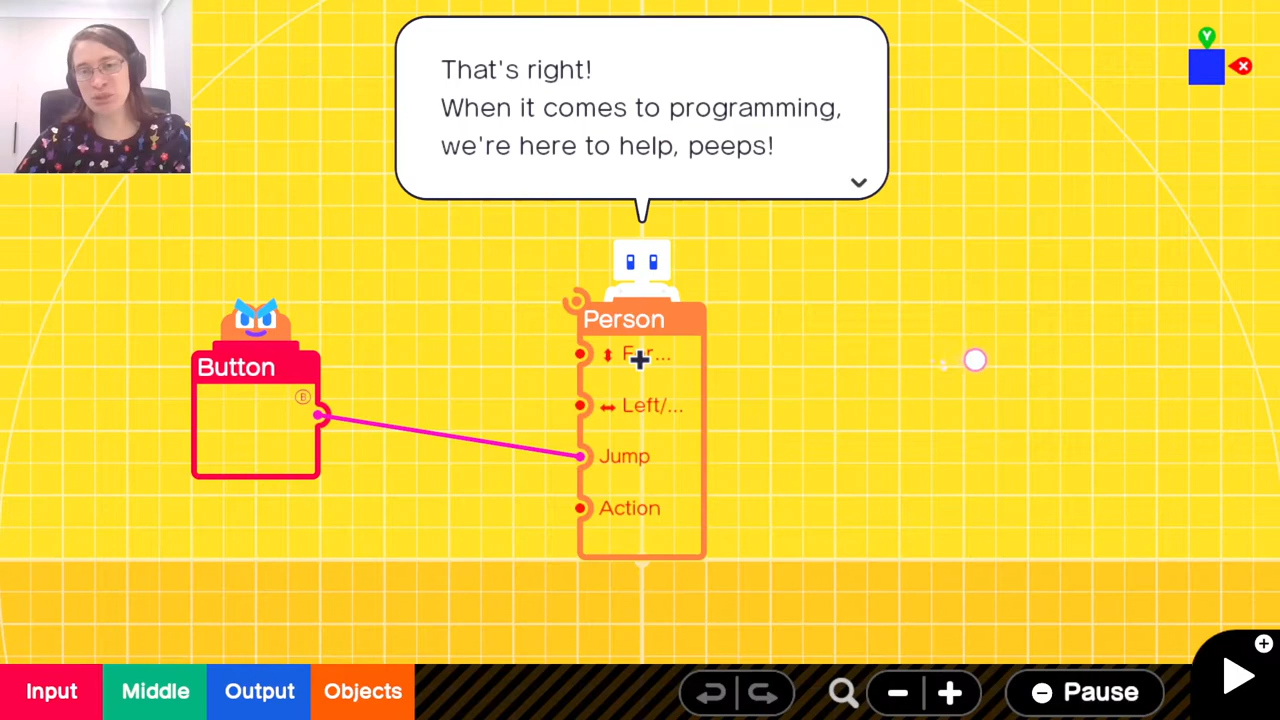 That's right!
When it comes to programming,
we're here to help, peeps!
Y
X
Person
Button
B
Left/...
Jump
Action
Input
Middle
Output
Objects
Pause